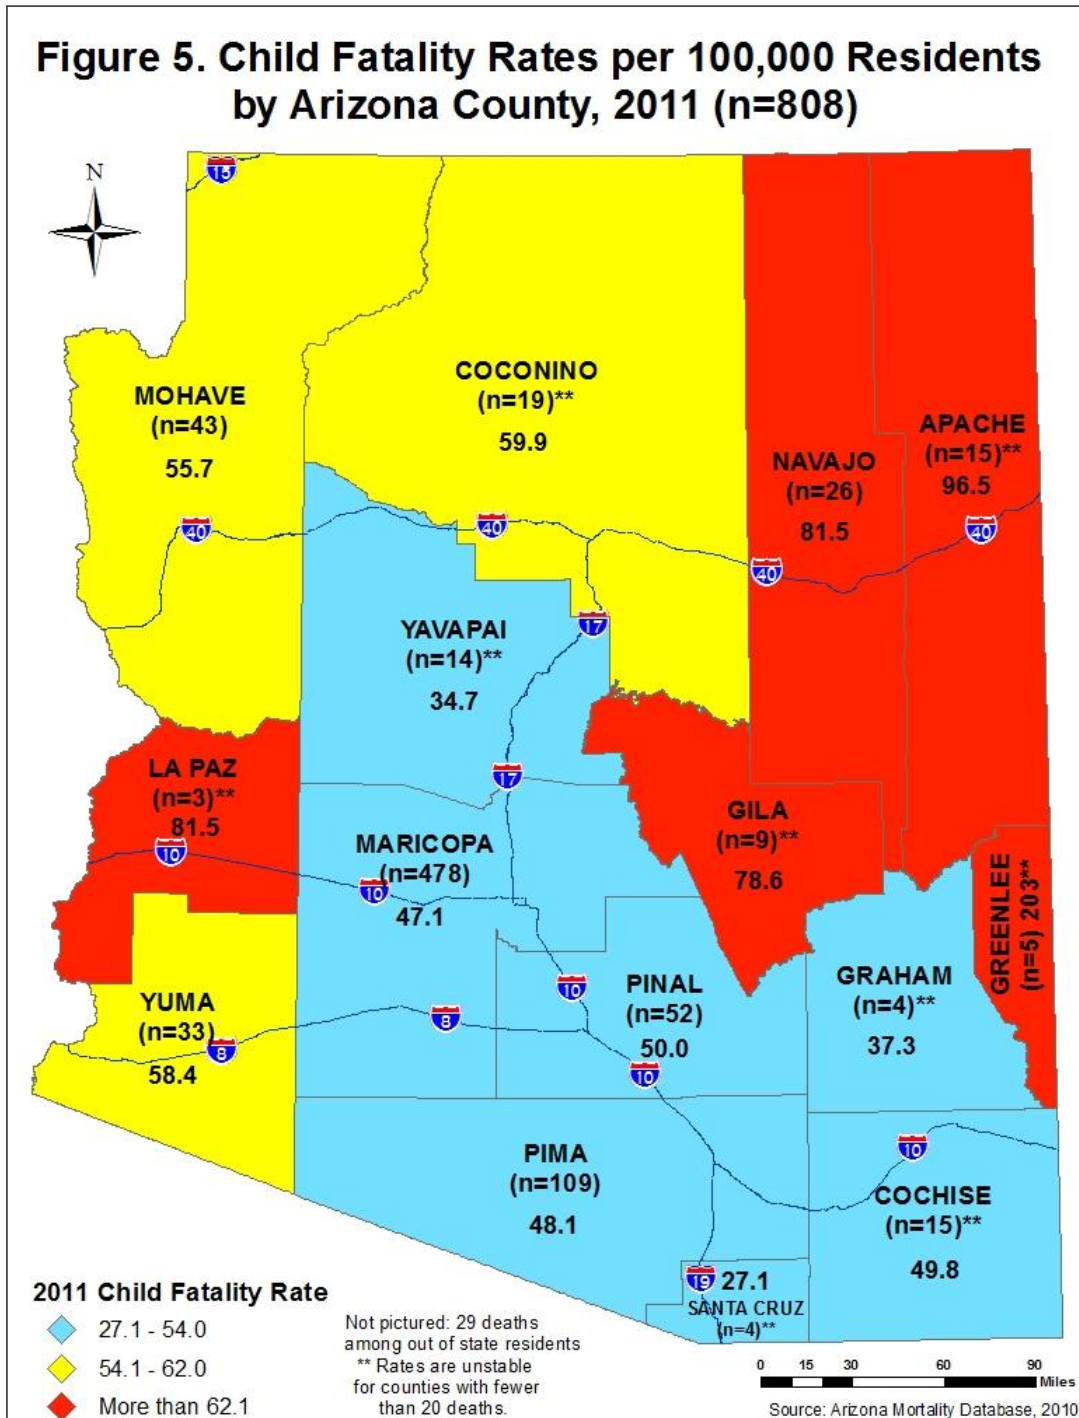 Figure 5. Child Fatality Rates per 100,000 Residents
by Arizona County, 2011 (n=808)
15
N
MOHAVE
(n=43)
55.7
COCONINO
(n=19)**
59.9
NAVAJO
(n=26)
81.5
APACHE
(n=15)**
96.5
40
40
40
40
YAVAPAI
(n=14)**
34.7
17
LA PAZ
(n=3)**
81.5
10
17
MARICOPA
(n=478)
47.1
10
GILA
(n=9)**
78.6
GREENLEE
(n=5) 203**
YUMA
(n=33)
58.4
8
8
10
PINAL
(n=52)
50.0
10
GRAHAM
(n=4)**
37.3
PIMA
(n=109)
48.1
10
COCHISE
(n=15)**
49.8
19
27.1
SANTA CRUZ
(n=4)**
2011 Child Fatality Rate
27.1 - 54.0
54.1 - 62.0
More than 62.1
Not pictured: 29 deaths
among out of state residents
** Rates are unstable
for counties with fewer
than 20 deaths.
0 15 30 60 90
Miles
Source: Arizona Mortality Database, 2010